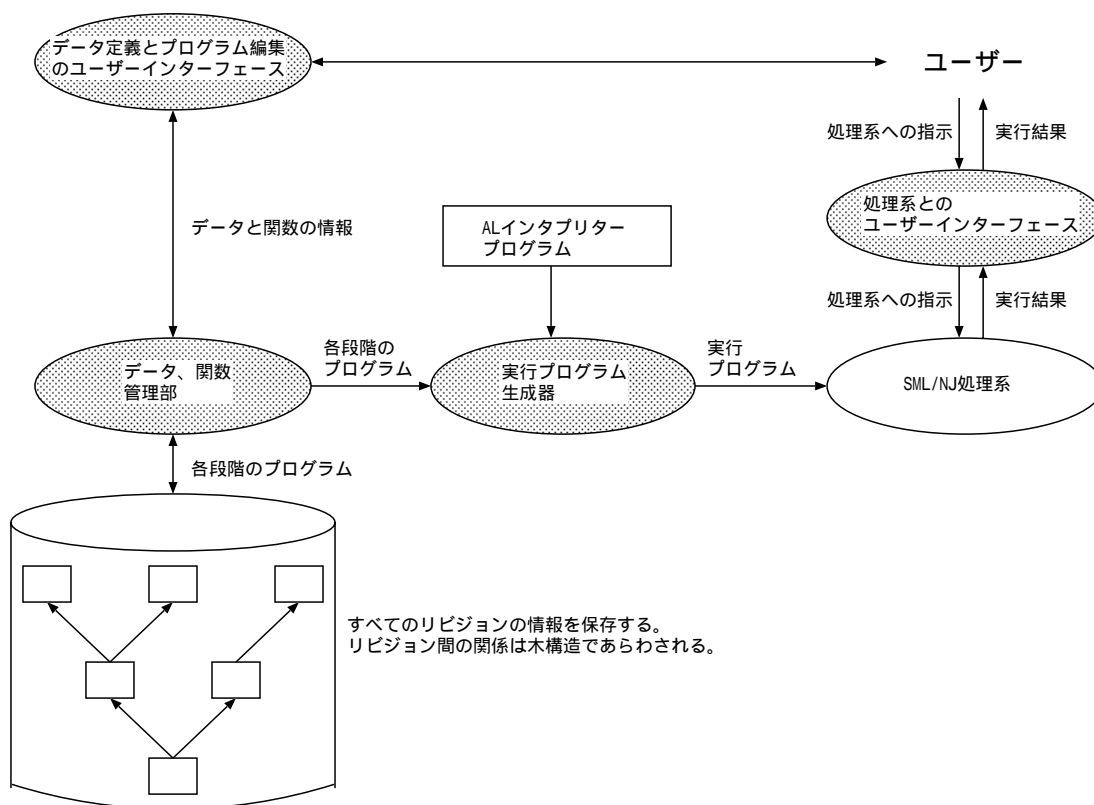 データ定義とプログラム編集
のユーザーインターフェース
ユーザー
処理系への指示
実行結果
処理系との
ユーザーインターフェース
データと関数の情報
ALインタプリター
プログラム
処理系への指示
実行結果
データ、関数
管理部
各段階の
プログラム
実行プログラム
生成器
実行
プログラム
SML/NJ処理系
各段階のプログラム
すべてのリビジョンの情報を保存する。
リビジョン間の関係は木構造であらわされる。